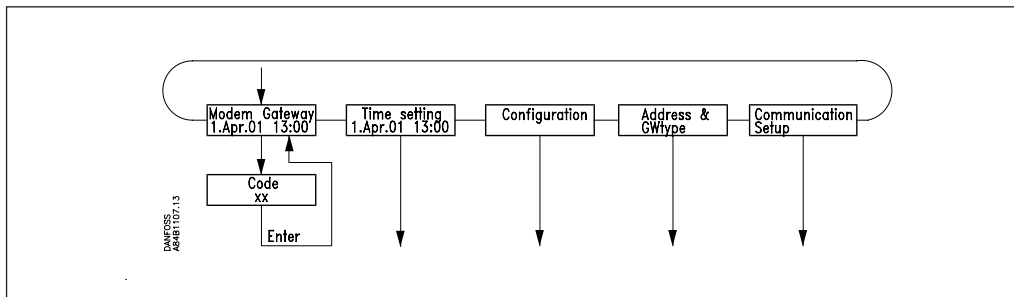 Modem Gateway
1.Apr.01 13:00
Time setting
1.Apr.01 13:00
Configuration
Address &
GWtype
Communication
Setup
Code
xx
Enter
DANFOSS
A84B1107.13